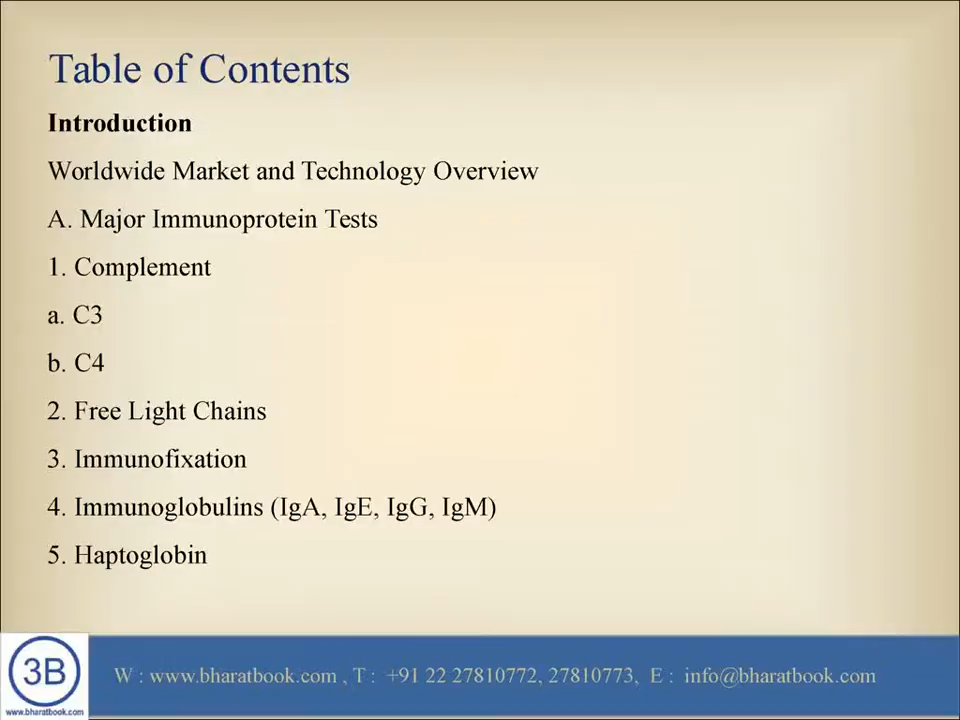 Table of Contents
Introduction
Worldwide Market and Technology Overview
A. Major Immunoprotein Tests
1. Complement
a. C3
b. C4
2. Free Light Chains
3. Immunofixation
4. Immunoglobulins (IgA, IgE, IgG, IgM)
5. Haptoglobin
3B
www.bharatbook.com
W : www.bharatbook.com , T : +91 22 27810772, 27810773, E : info@bharatbook.com